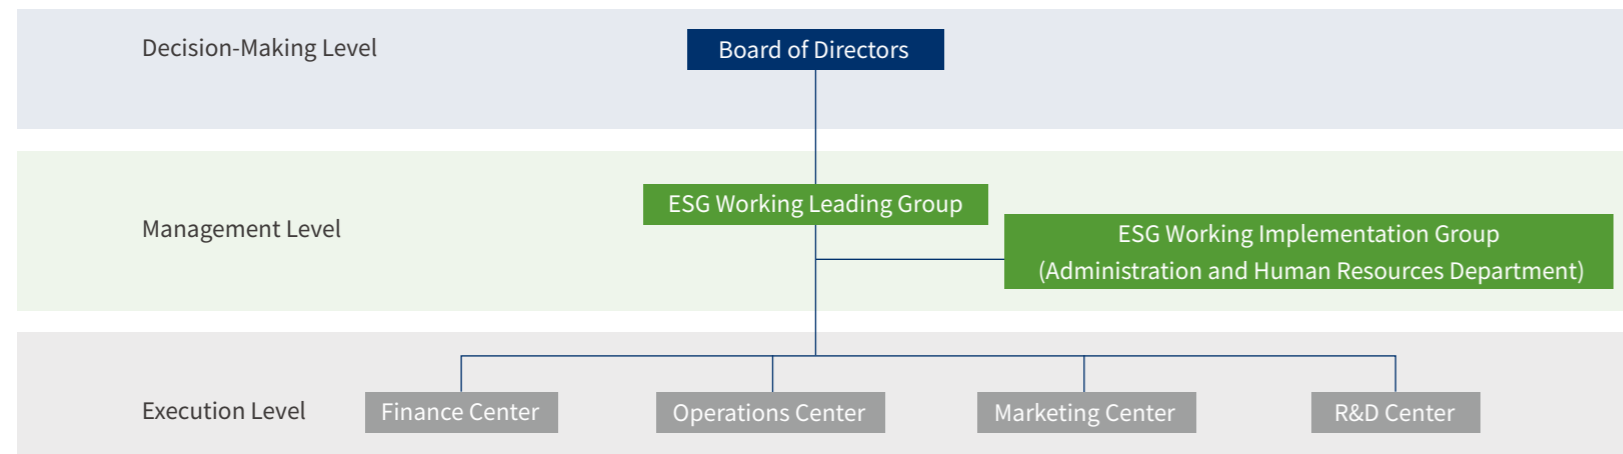 Decision-Making Level
Board of Directors
ESG Working Leading Group
Management Level
ESG Working Implementation Group
(Administration and Human Resources Department)
Execution Level
Finance Center
Operations Center
Marketing Center
R&D Center